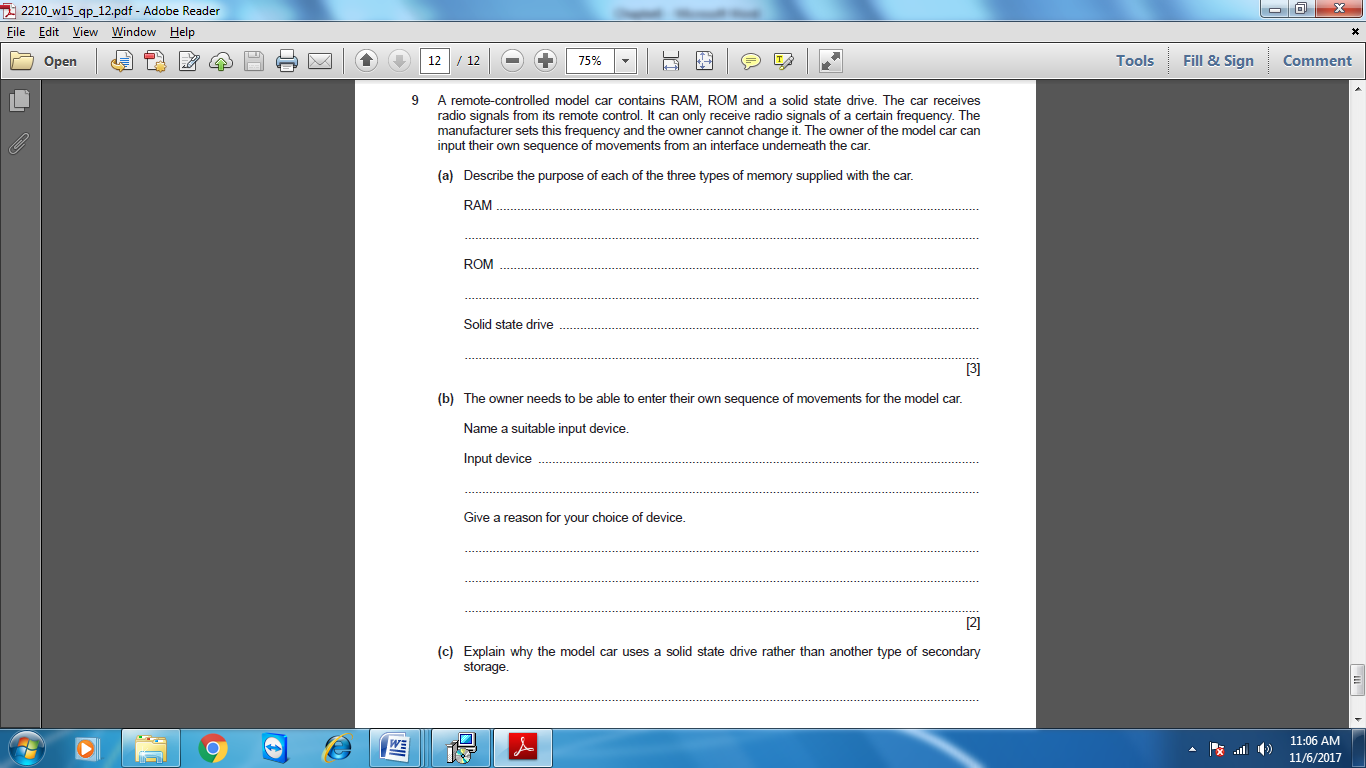 2210_w15_qp_12.pdf - Adobe Reader
File Edit View Window Help
Open 12 / 12 75% Tools Fill & Sign Comment
9 A remote-controlled model car contains RAM, ROM and a solid state drive. The car receives
radio signals from its remote control. It can only receive radio signals of a certain frequency. The
manufacturer sets this frequency and the owner cannot change it. The owner of the model car can
input their own sequence of movements from an interface underneath the car.
(a) Describe the purpose of each of the three types of memory supplied with the car.
RAM
ROM
Solid state drive
[3]
(b) The owner needs to be able to enter their own sequence of movements for the model car.
Name a suitable input device.
Input device
Give a reason for your choice of device.
[2]
(c) Explain why the model car uses a solid state drive rather than another type of secondary
storage.
11:06 AM
11/6/2017